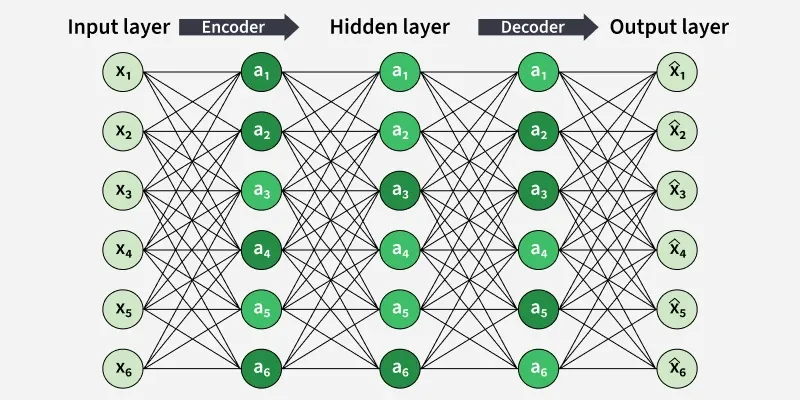 Input layer Encoder Hidden layer Decoder Output layer
x₁ a₁ a₁ a₁ x̂₁
x₂ a₂ a₂ a₂ x̂₂
x₃ a₃ a₃ a₃ x̂₃
x₄ a₄ a₄ a₄ x̂₄
x₅ a₅ a₅ a₅ x̂₅
x₆ a₆ a₆ a₆ x̂₆